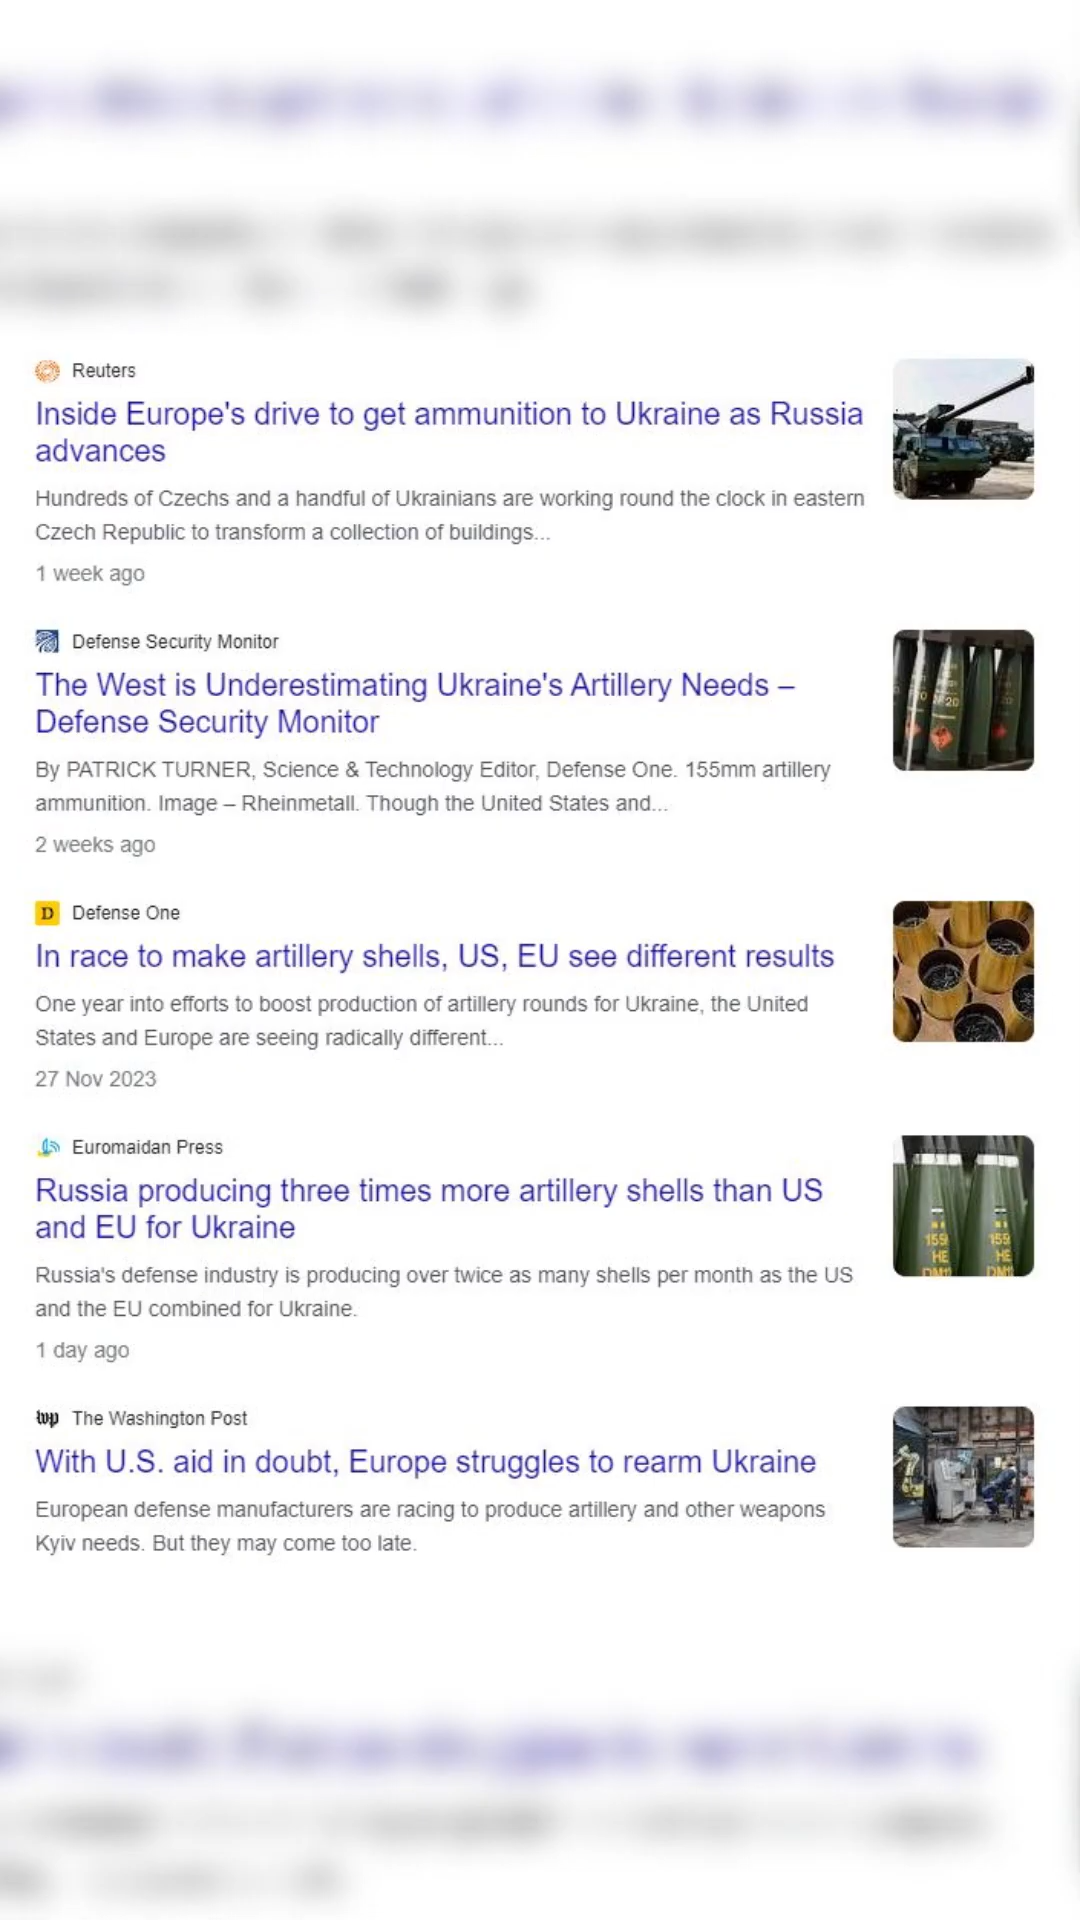 Reuters
Inside Europe's drive to get ammunition to Ukraine as Russia
advances
Hundreds of Czechs and a handful of Ukrainians are working round the clock in eastern
Czech Republic to transform a collection of buildings...
1 week ago
Defense Security Monitor
The West is Underestimating Ukraine's Artillery Needs –
Defense Security Monitor
By PATRICK TURNER, Science & Technology Editor, Defense One. 155mm artillery
ammunition. Image – Rheinmetall. Though the United States and...
2 weeks ago
D
Defense One
In race to make artillery shells, US, EU see different results
One year into efforts to boost production of artillery rounds for Ukraine, the United
States and Europe are seeing radically different...
27 Nov 2023
Euromaidan Press
Russia producing three times more artillery shells than US
and EU for Ukraine
Russia's defense industry is producing over twice as many shells per month as the US
and the EU combined for Ukraine.
1 day ago
155
HE
155
HE
wp The Washington Post
With U.S. aid in doubt, Europe struggles to rearm Ukraine
European defense manufacturers are racing to produce artillery and other weapons
Kyiv needs. But they may come too late.